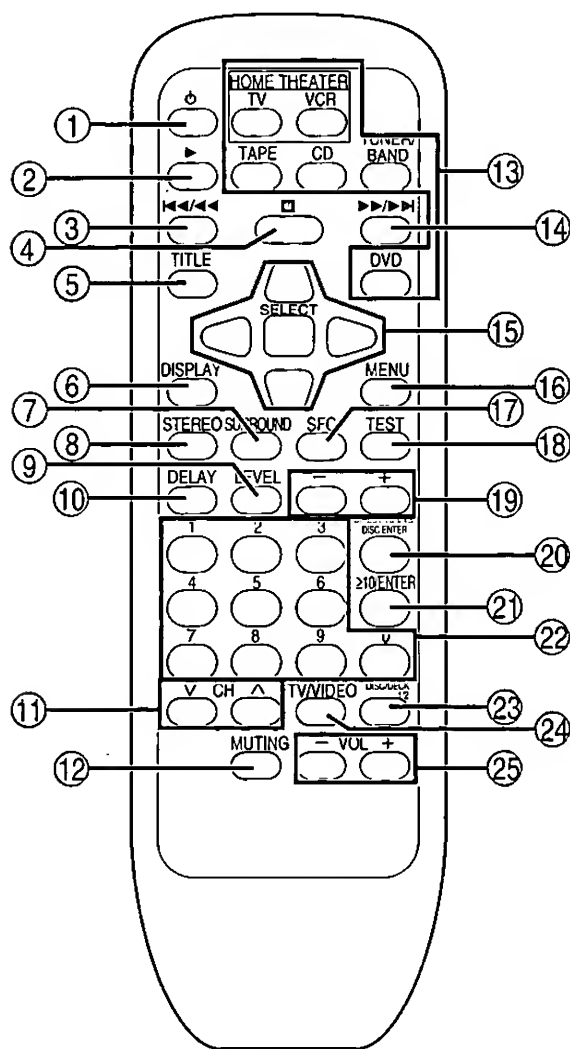 HOME THEATER
TV VCR
①
TAPE CD TUNER/
BAND
②
⑬
③
④
⑭
TITLE DVD
⑤
SELECT
⑮
DISPLAY MENU
⑥
⑯
⑦
⑰
STEREO SURROUND SFC TEST
⑧
⑱
⑨
DELAY LEVEL - +
⑩
⑲
1 2 3
DISC ENTER
⑳
4 5 6 ≥10/ENTER
㉑
㉒
7 8 9 0
∨ CH ∧ TV/VIDEO DISC/DECK
⑪
㉓
㉔
MUTING - VOL +
⑫
㉕